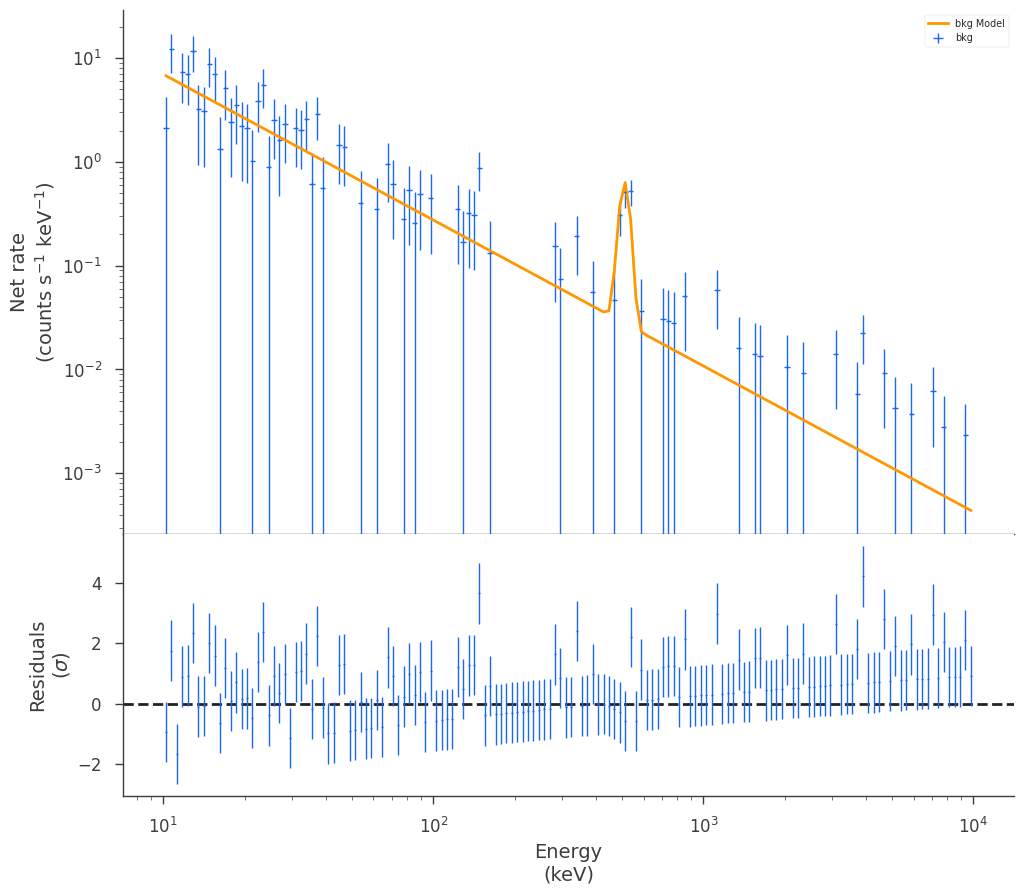 bkg Model
bkg
Net rate
(counts s⁻¹ keV⁻¹)
10¹
10⁰
10⁻¹
10⁻²
10⁻³
Residuals
(σ)
4
2
0
−2
10¹ 10² 10³ 10⁴
Energy
(keV)